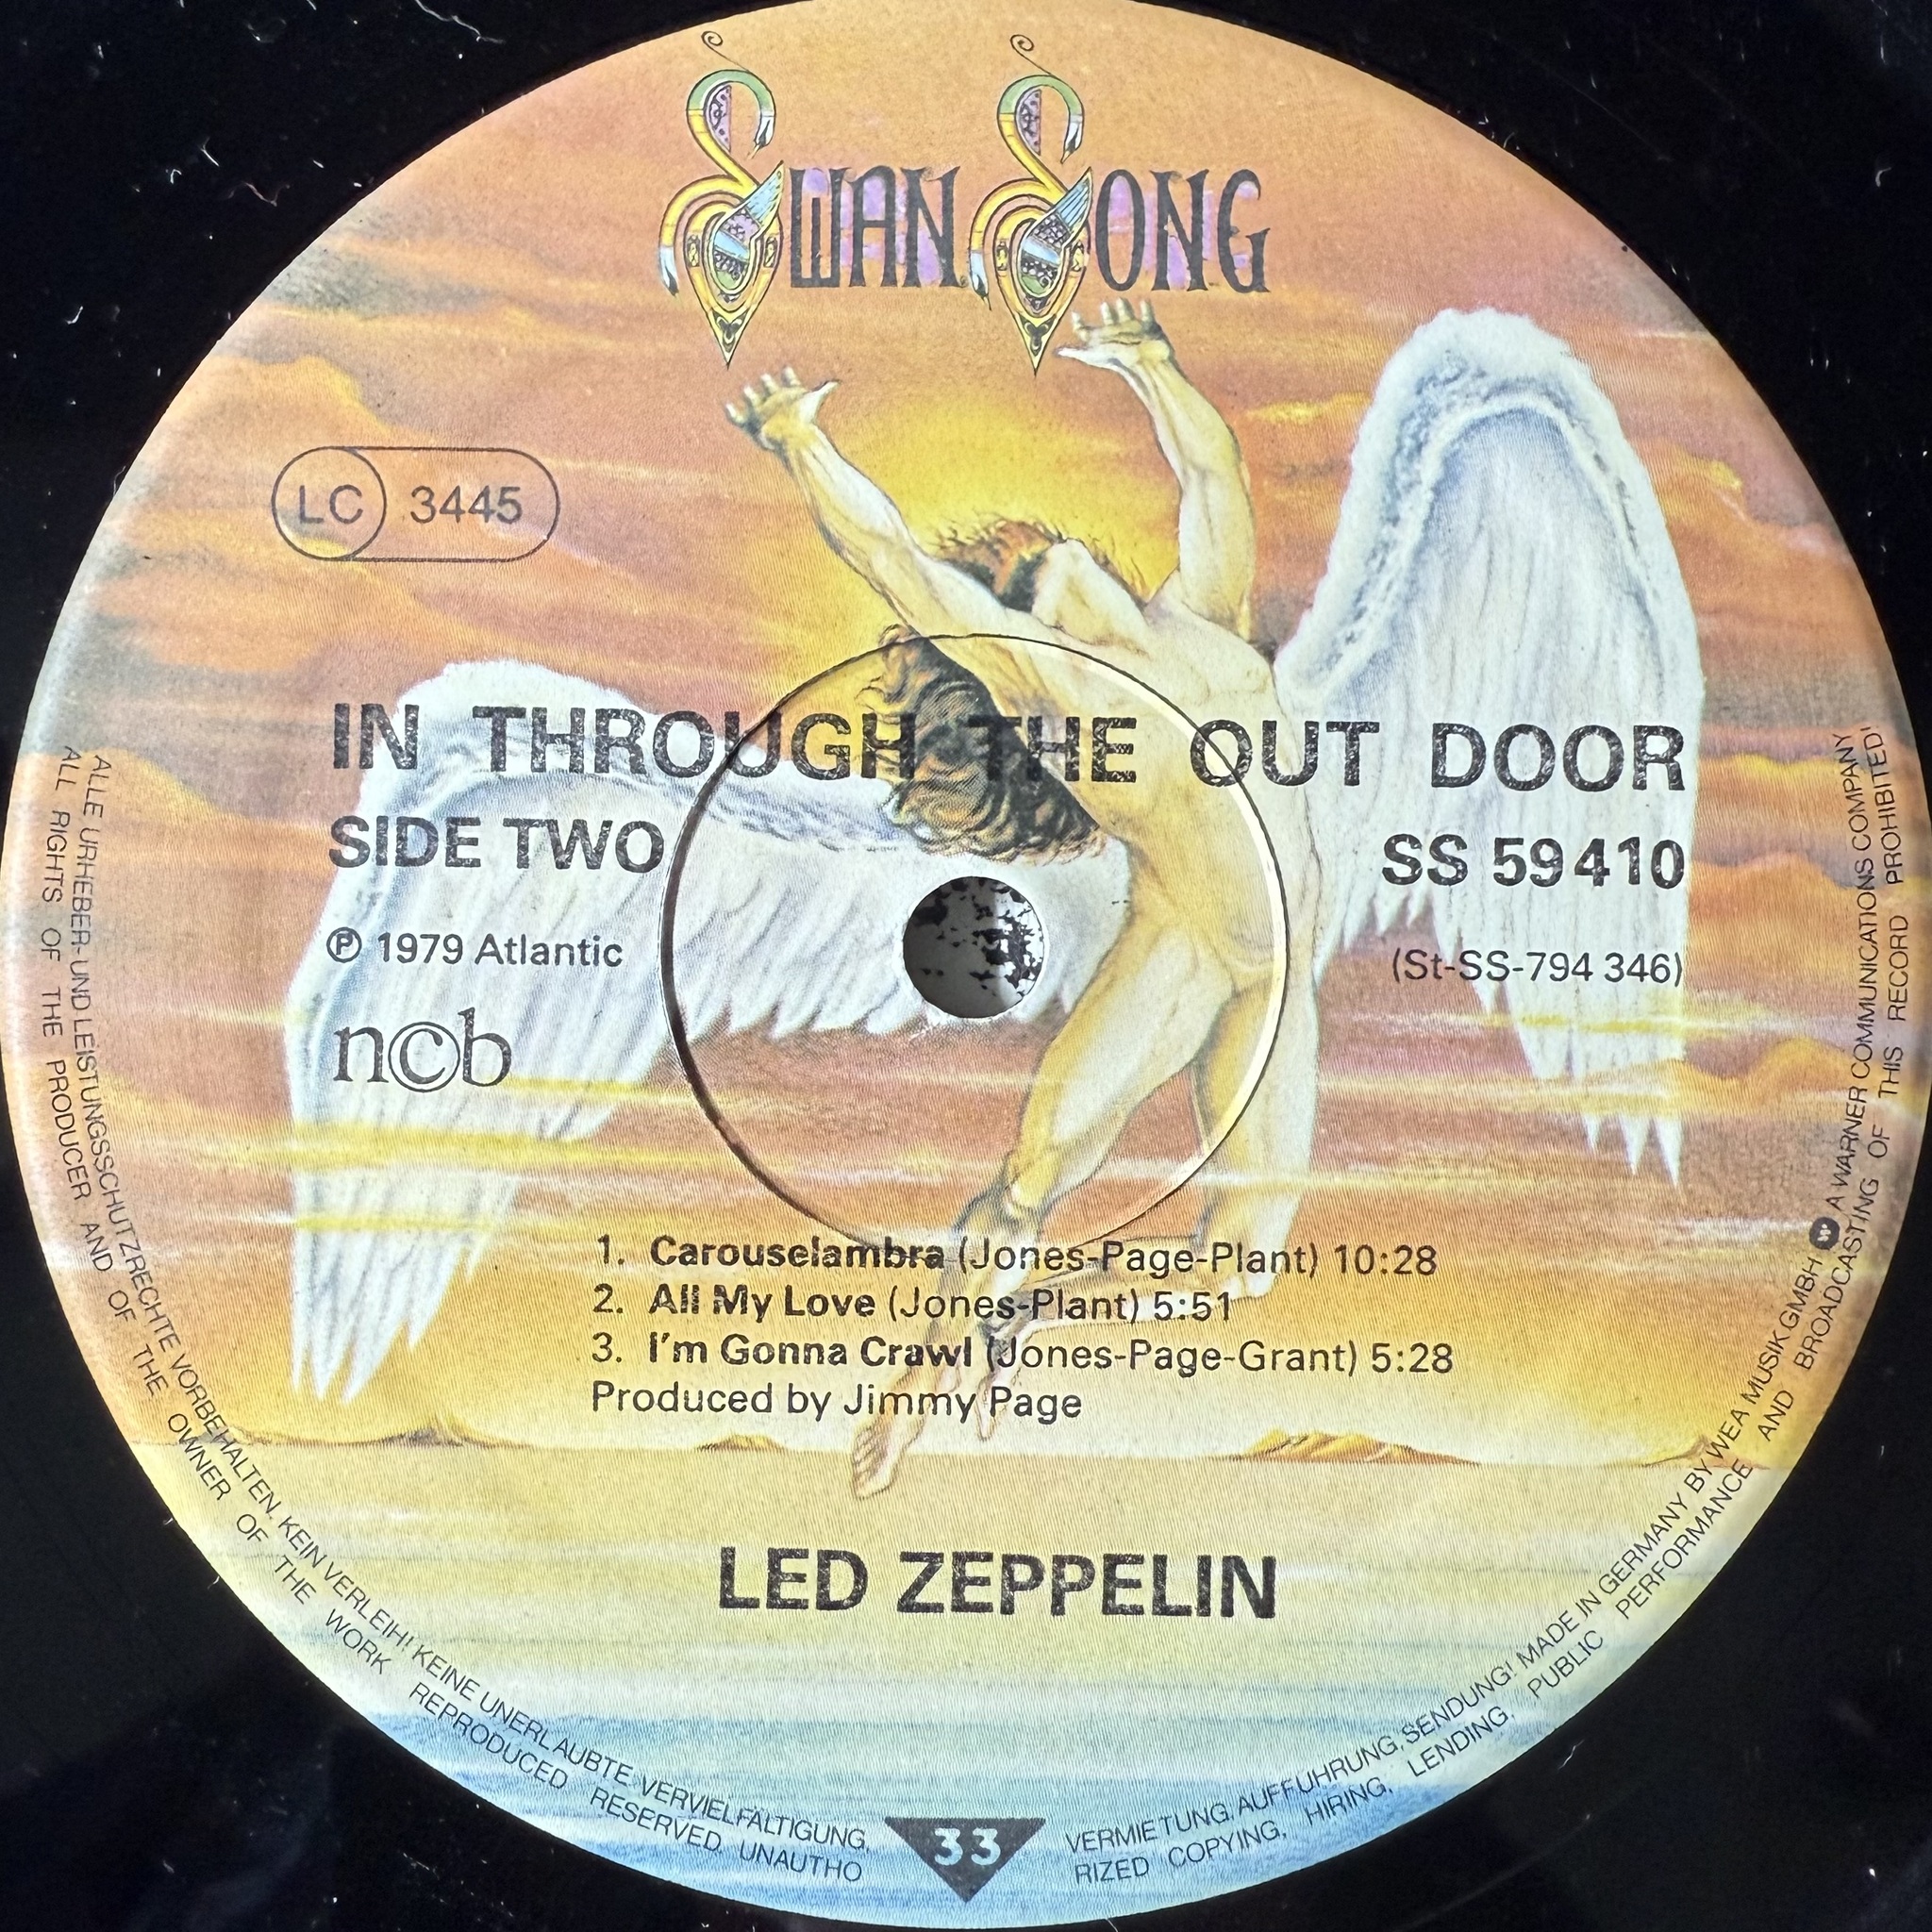 SWAN SONG
LC 3445
IN THROUGH THE OUT DOOR
SIDE TWO
SS 59410
℗ 1979 Atlantic
(St-SS-794 346)
n©b
1. Carouselambra (Jones-Page-Plant) 10:28
2. All My Love (Jones-Plant) 5:51
3. I'm Gonna Crawl (Jones-Page-Grant) 5:28
Produced by Jimmy Page
LED ZEPPELIN
33
ALLE URHEBER-UND LEISTUNGSSCHUTZRECHTE VORBEHALTEN. KEIN VERLEIH! KEINE UNERLAUBTE VERVIELFÄLTIGUNG, VERMIETUNG, AUFFÜHRUNG, SENDUNG! MADE IN GERMANY BY WEA MUSIK GMBH W A WARNER COMMUNICATIONS COMPANY
ALL RIGHTS OF THE PRODUCER AND OF THE OWNER OF THE WORK REPRODUCED RESERVED. UNAUTHORIZED COPYING, HIRING, LENDING, PUBLIC PERFORMANCE AND BROADCASTING OF THIS RECORD PROHIBITED!